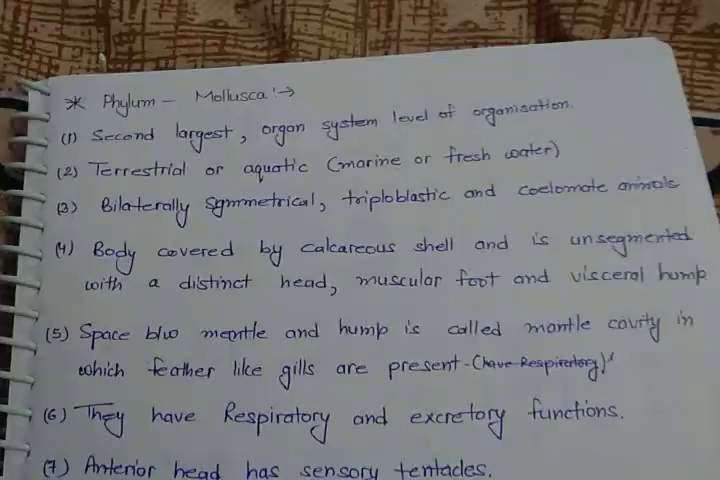 * Phylum - Mollusca :→
(1) Second largest, organ system level of organisation.
(2) Terrestrial or aquatic (marine or fresh water)
(3) Bilaterally symmetrical, triploblastic and coelomate animals
(4) Body covered by calcareous shell and is unsegmented
with a distinct head, muscular foot and visceral hump
(5) Space b/w mantle and hump is called mantle cavity in
which feather like gills are present. (have Respiratory)
(6) They have Respiratory and excretory functions.
(7) Anterior head has sensory tentacles.